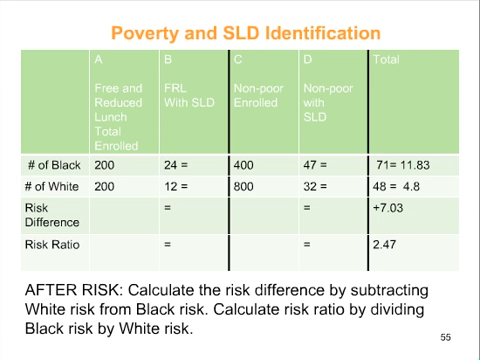 Poverty and SLD Identification
A B C D Total
Free and Reduced Lunch Total Enrolled FRL With SLD Non-poor Enrolled Non-poor with SLD
# of Black 200 24 = 400 47 = 71= 11.83
# of White 200 12 = 800 32 = 48 = 4.8
Risk Difference = = +7.03
Risk Ratio = = 2.47
AFTER RISK: Calculate the risk difference by subtracting
White risk from Black risk. Calculate risk ratio by dividing
Black risk by White risk.
55